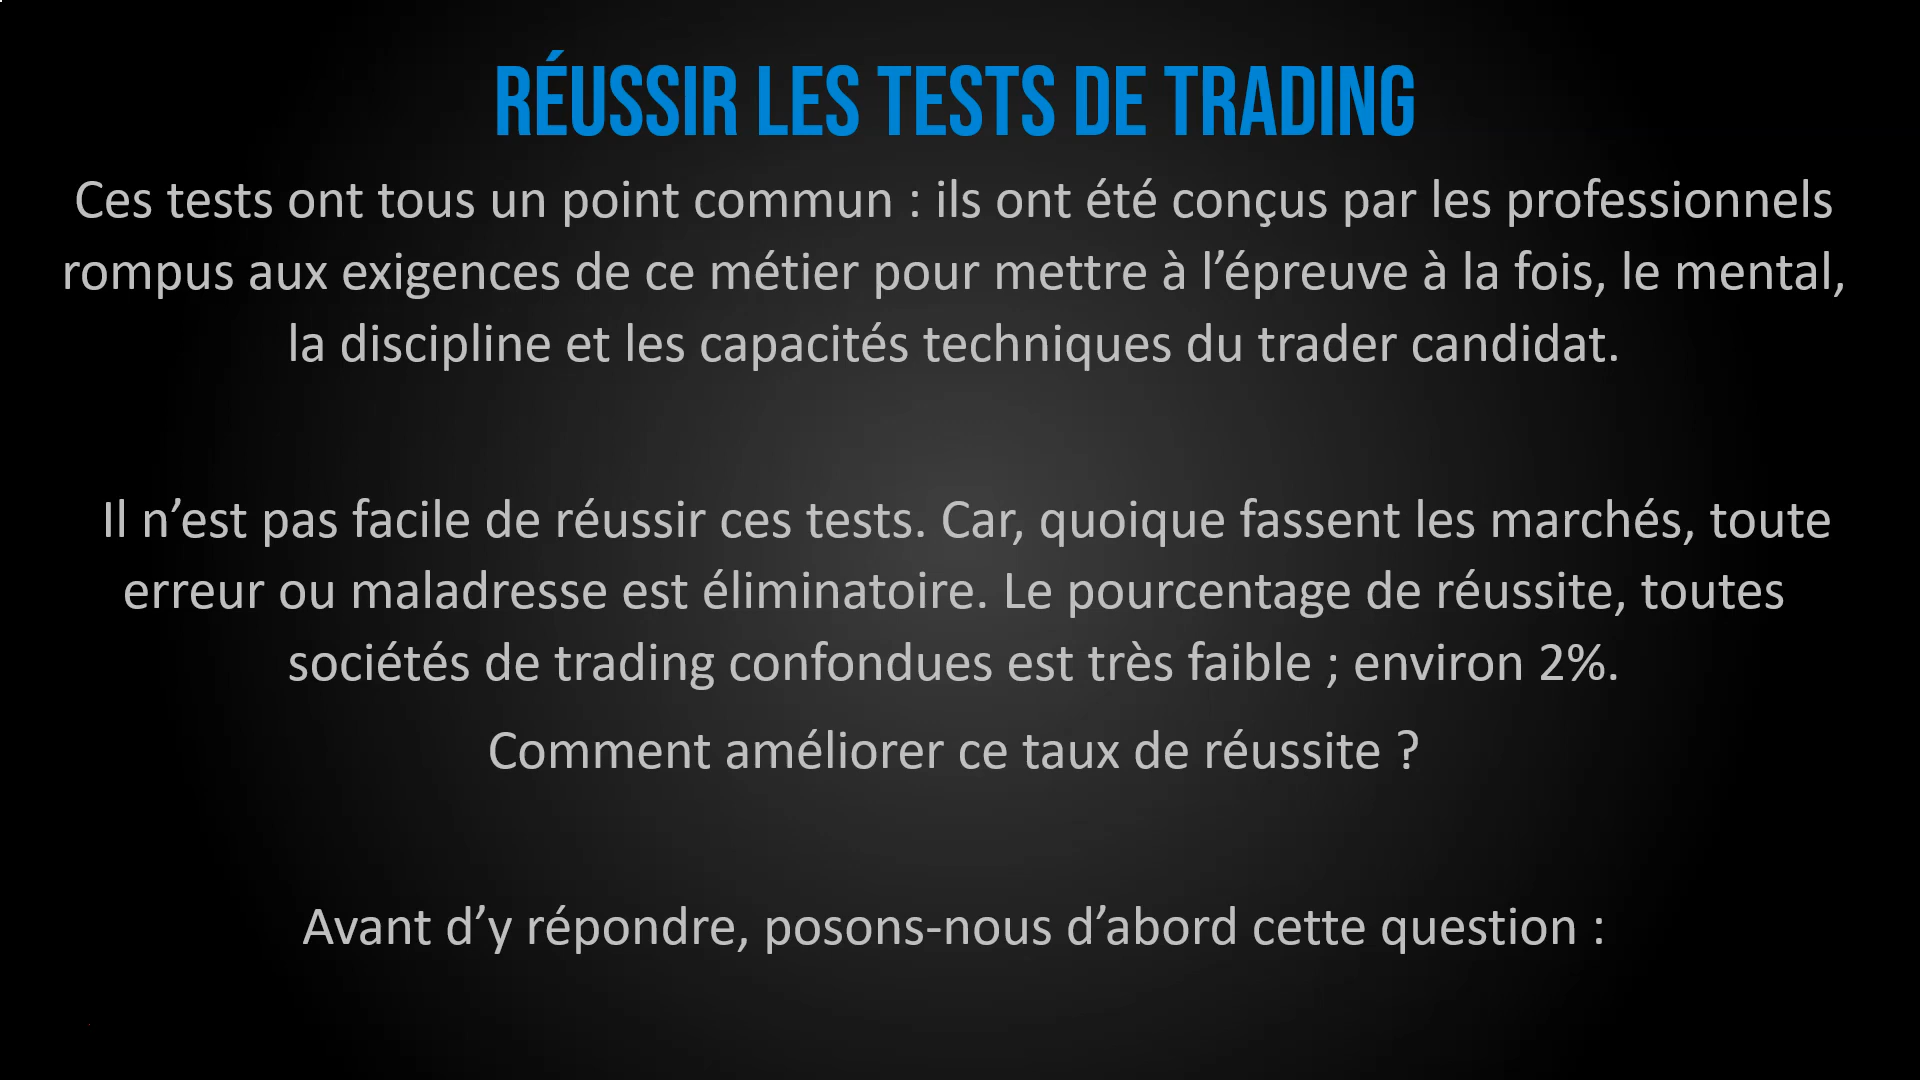 RÉUSSIR LES TESTS DE TRADING
Ces tests ont tous un point commun : ils ont été conçus par les professionnels
rompus aux exigences de ce métier pour mettre à l’épreuve à la fois, le mental,
la discipline et les capacités techniques du trader candidat.
Il n’est pas facile de réussir ces tests. Car, quoique fassent les marchés, toute
erreur ou maladresse est éliminatoire. Le pourcentage de réussite, toutes
sociétés de trading confondues est très faible ; environ 2%.
Comment améliorer ce taux de réussite ?
Avant d’y répondre, posons-nous d’abord cette question :